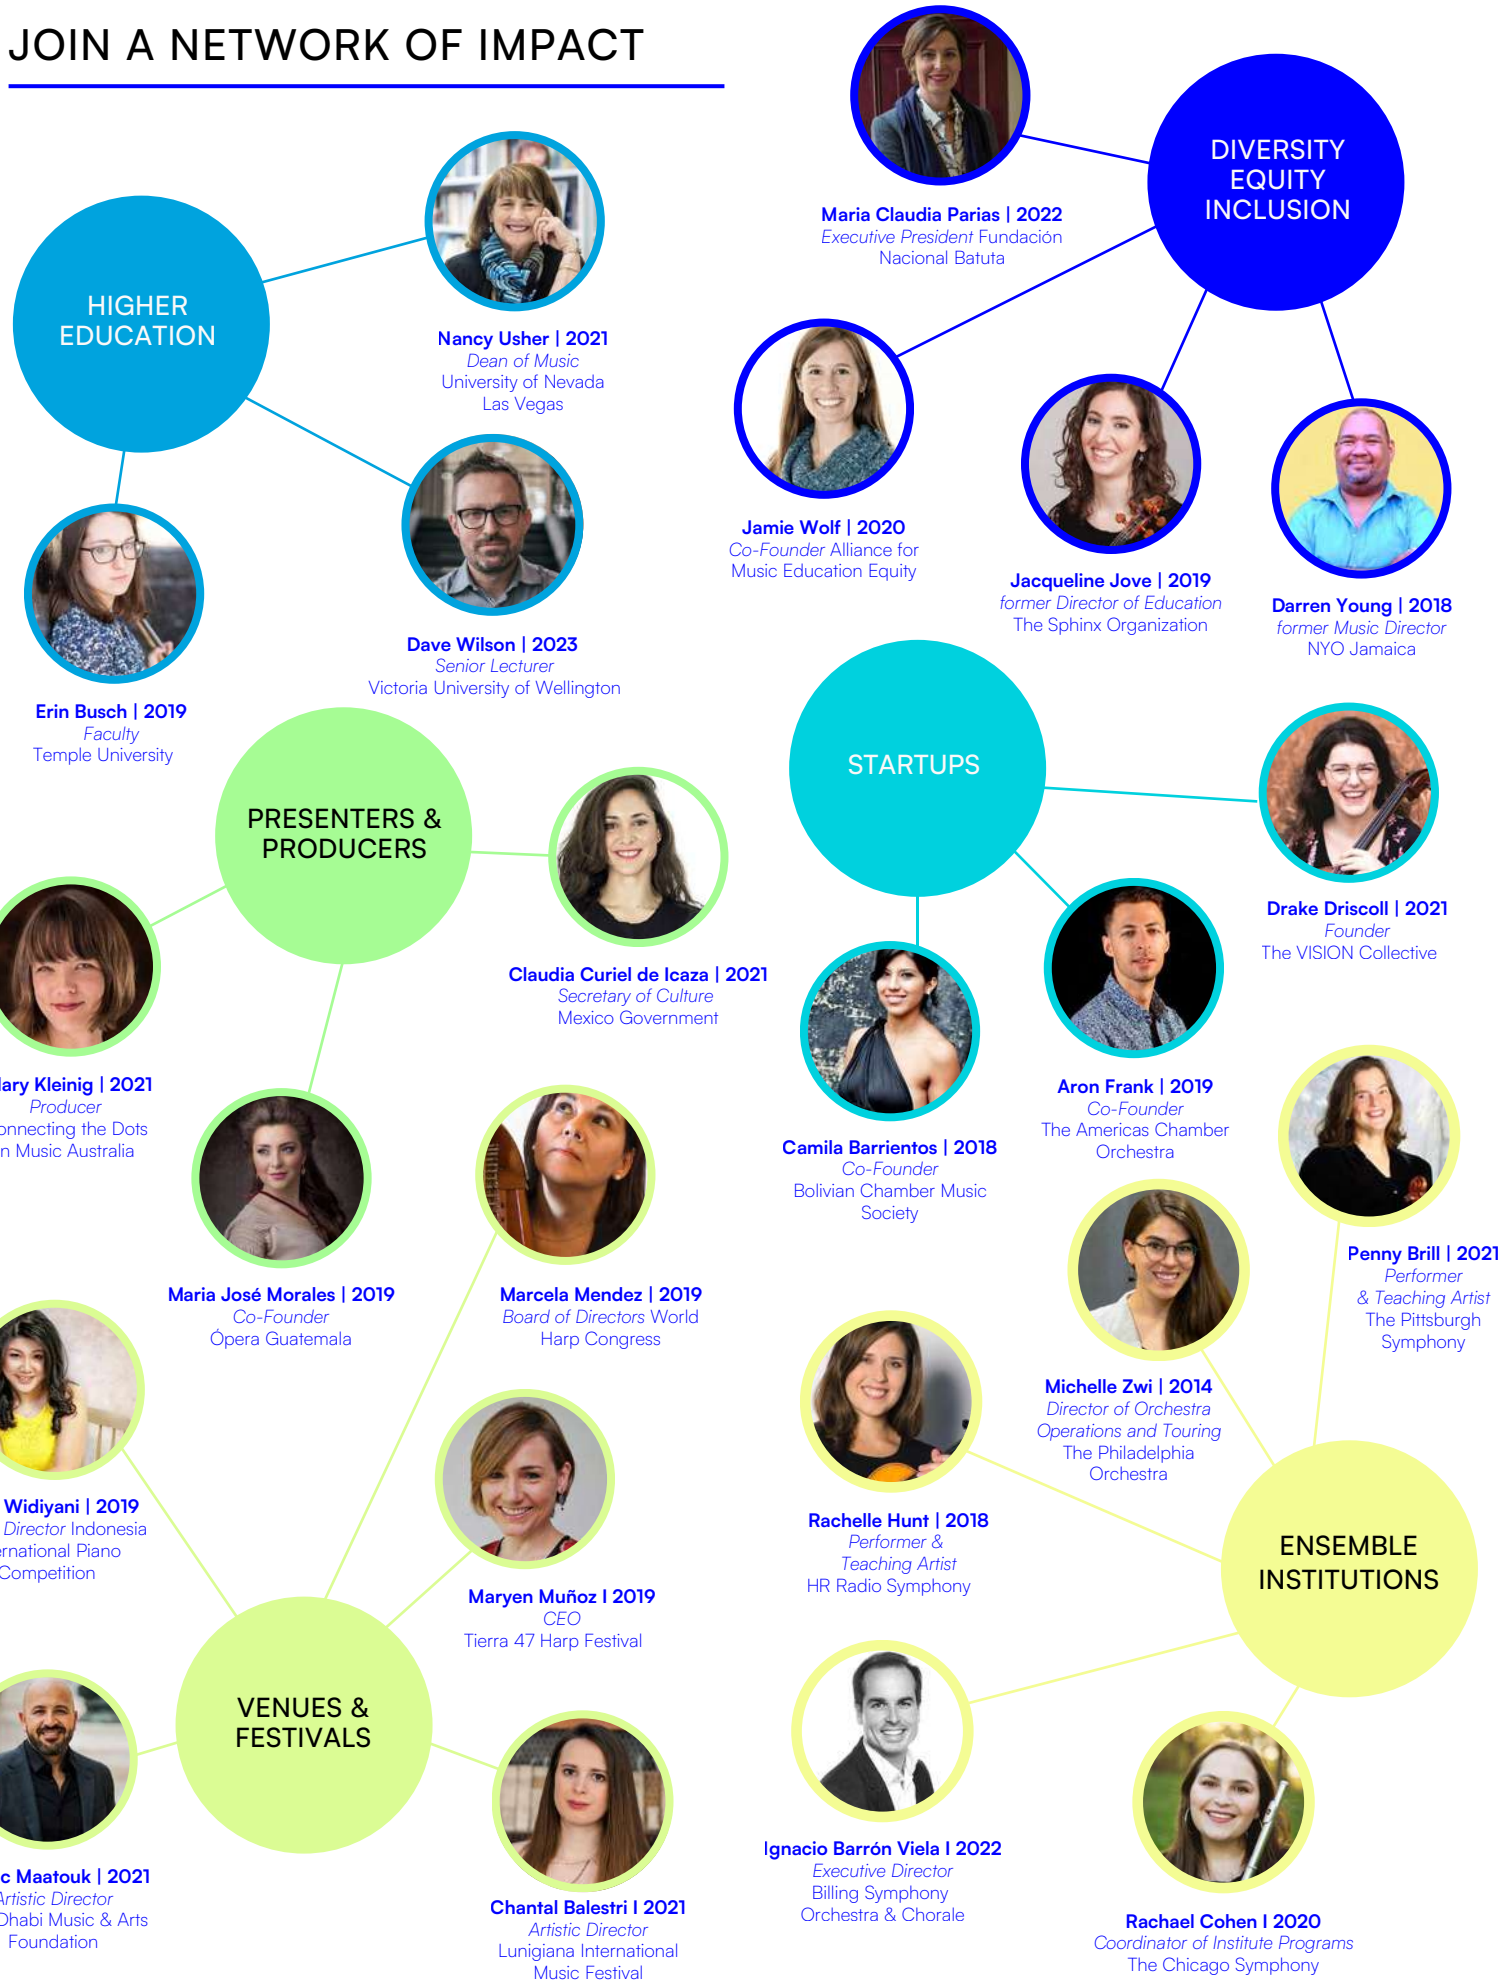 JOIN A NETWORK OF IMPACT
HIGHER
EDUCATION
Nancy Usher | 2021
Dean of Music
University of Nevada
Las Vegas
Dave Wilson | 2023
Senior Lecturer
Victoria University of Wellington
Erin Busch | 2019
Faculty
Temple University
DIVERSITY
EQUITY
INCLUSION
Maria Claudia Parias | 2022
Executive President Fundación
Nacional Batuta
Jamie Wolf | 2020
Co-Founder Alliance for
Music Education Equity
Jacqueline Jove | 2019
former Director of Education
The Sphinx Organization
Darren Young | 2018
former Music Director
NYO Jamaica
PRESENTERS &
PRODUCERS
Claudia Curiel de Icaza | 2021
Secretary of Culture
Mexico Government
Kleinig | 2021
Producer
the Dots
Music Australia
Maria José Morales | 2019
Co-Founder
Ópera Guatemala
STARTUPS
Drake Driscoll | 2021
Founder
The VISION Collective
Aron Frank | 2019
Co-Founder
The Americas Chamber
Orchestra
Camila Barrientos | 2018
Co-Founder
Bolivian Chamber Music
Society
VENUES &
FESTIVALS
Marcela Mendez | 2019
Board of Directors World
Harp Congress
Widiyani | 2019
Director Indonesia
Piano
Competition
Maryen Muñoz I 2019
CEO
Tierra 47 Harp Festival
Maatouk | 2021
Artistic Director
Dhabi Music & Arts
Foundation
Chantal Balestri I 2021
Artistic Director
Lunigiana International
Music Festival
ENSEMBLE
INSTITUTIONS
Penny Brill | 2021
Performer
& Teaching Artist
The Pittsburgh
Symphony
Michelle Zwi | 2014
Director of Orchestra
Operations and Touring
The Philadelphia
Orchestra
Rachelle Hunt | 2018
Performer &
Teaching Artist
HR Radio Symphony
Ignacio Barrón Viela I 2022
Executive Director
Billing Symphony
Orchestra & Chorale
Rachael Cohen I 2020
Coordinator of Institute Programs
The Chicago Symphony